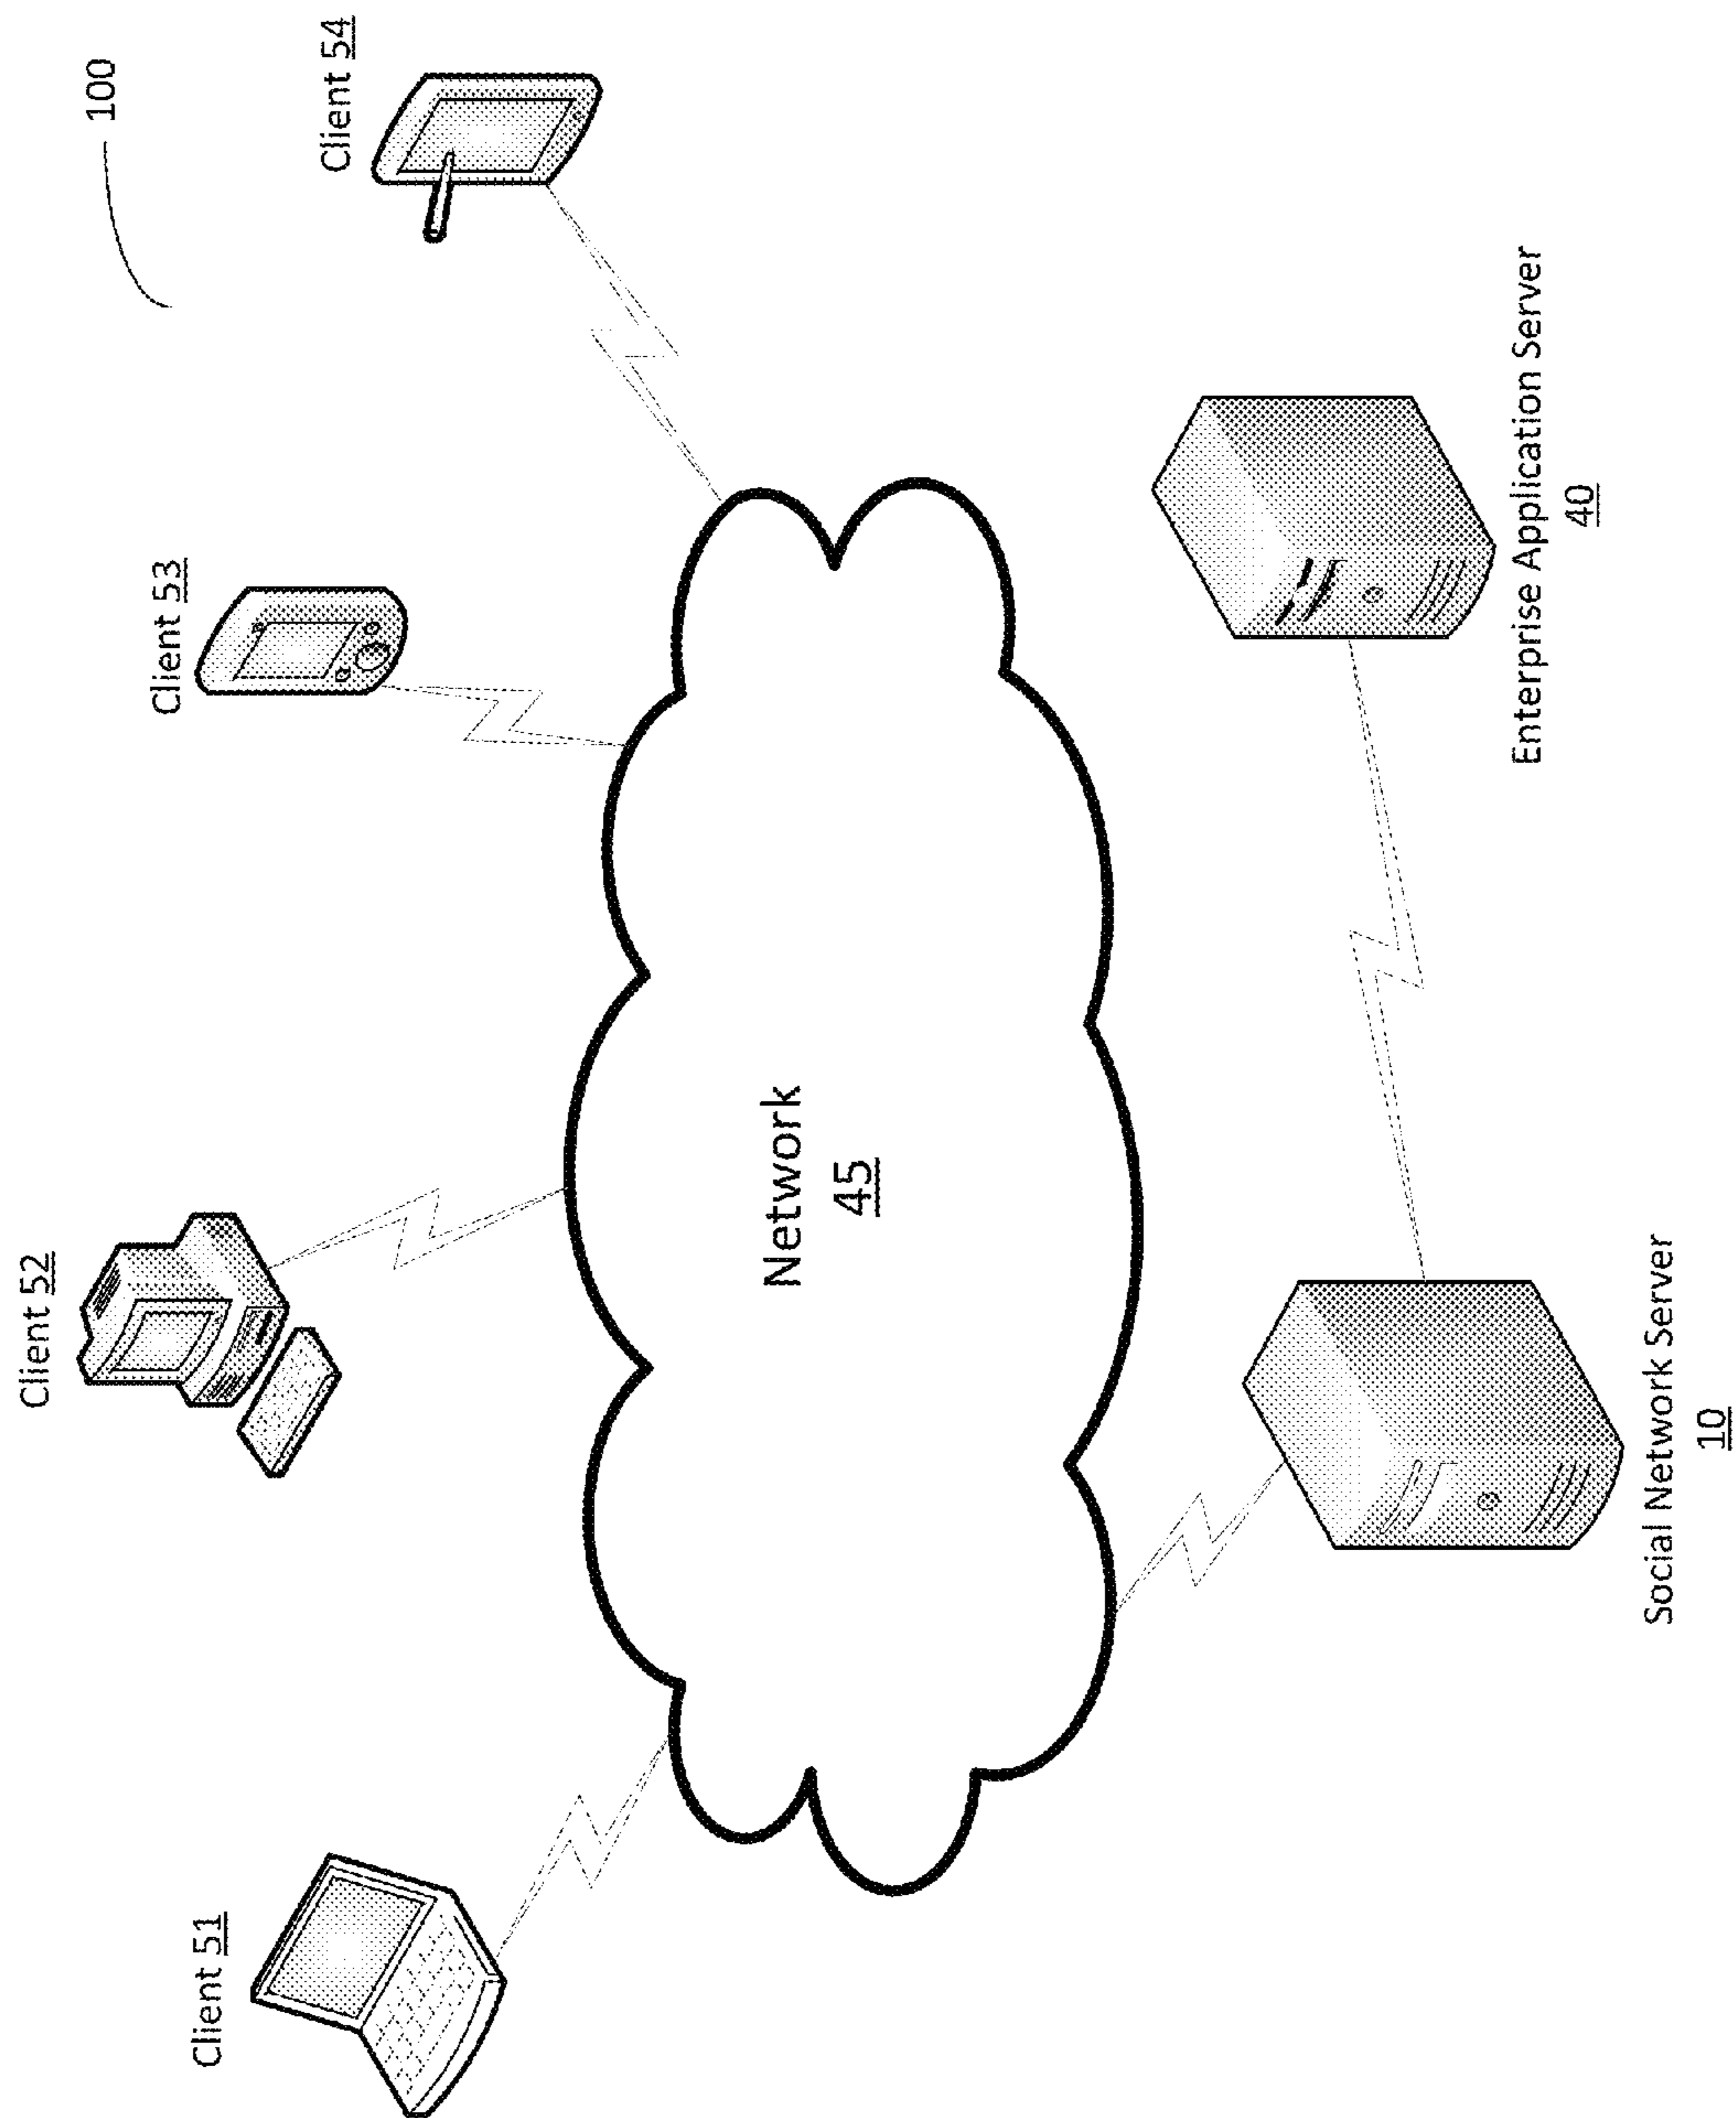 100
Client 52
Client 53
Client 54
Client 51
Network
45
Enterprise Application Server
40
Social Network Server
10